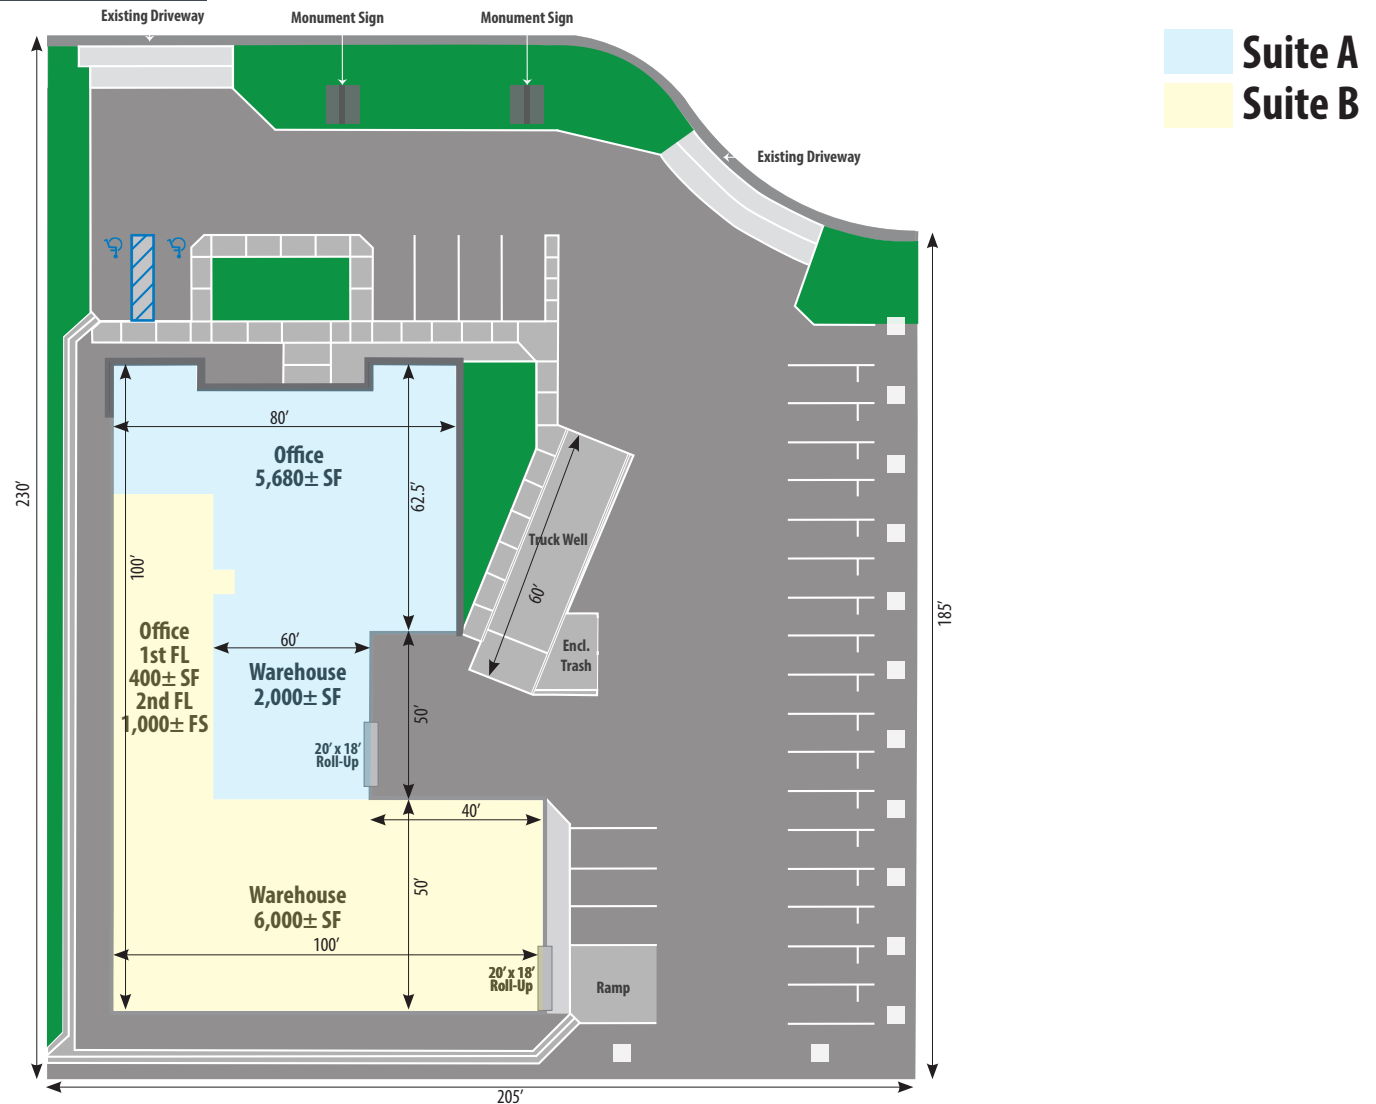 Existing Driveway
Monument Sign
Monument Sign
Suite A
Suite B
Existing Driveway
230′
80′
Office
5,680± SF
62.5′
100′
Truck Well
60′
185′
Office
1st FL
400± SF
2nd FL
1,000± FS
60′
Warehouse
2,000± SF
Encl.
Trash
50′
20′ x 18′
Roll-Up
40′
Warehouse
6,000± SF
50′
100′
20′ x 18′
Roll-Up
Ramp
205′